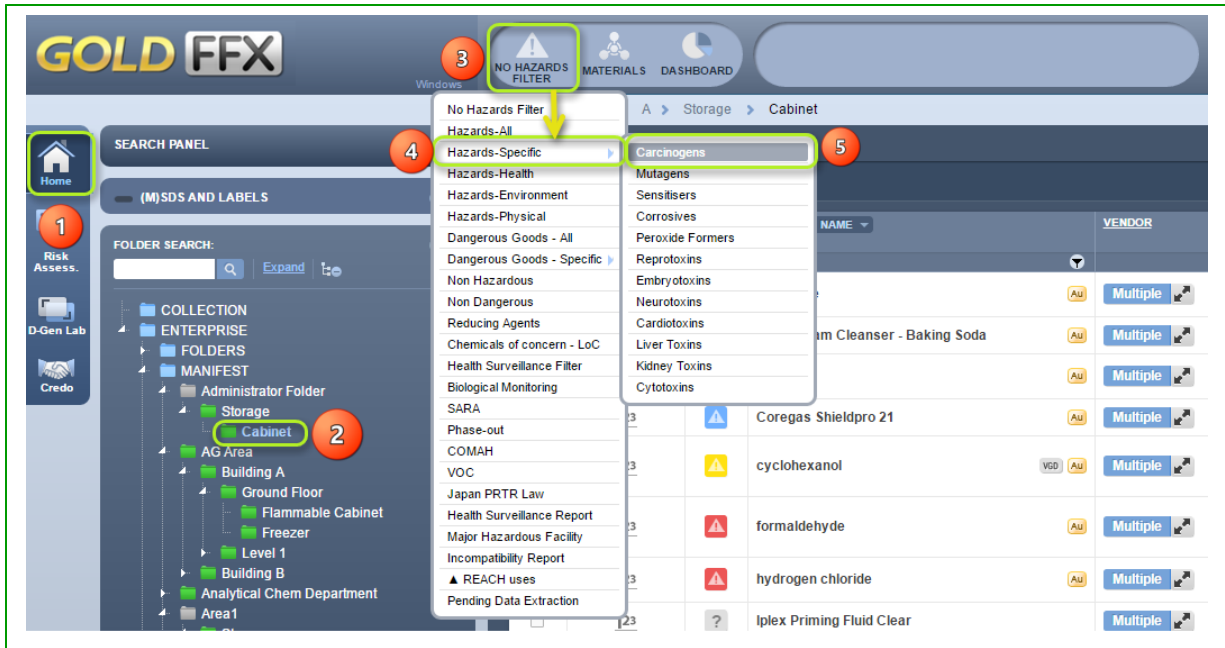 GOLD FFX
Windows
3
NO HAZARDS
FILTER
MATERIALS
DASHBOARD
A > Storage > Cabinet
1
Home
Risk
Assess.
D-Gen Lab
Credo
SEARCH PANEL
(M)SDS AND LABELS
FOLDER SEARCH:
Expand
COLLECTION
ENTERPRISE
FOLDERS
MANIFEST
Administrator Folder
Storage
Cabinet
2
AG Area
Building A
Ground Floor
Flammable Cabinet
Freezer
Level 1
Building B
Analytical Chem Department
Area1
No Hazards Filter
Hazards-All
4
Hazards-Specific
Hazards-Health
Hazards-Environment
Hazards-Physical
Dangerous Goods - All
Dangerous Goods - Specific
Non Hazardous
Non Dangerous
Reducing Agents
Chemicals of concern - LoC
Health Surveillance Filter
Biological Monitoring
SARA
Phase-out
COMAH
VOC
Japan PRTR Law
Health Surveillance Report
Major Hazardous Facility
Incompatibility Report
▲ REACH uses
Pending Data Extraction
Carcinogens
5
Mutagens
Sensitisers
Corrosives
Peroxide Formers
Reprotoxins
Embryotoxins
Neurotoxins
Cardiotoxins
Liver Toxins
Kidney Toxins
Cytotoxins
NAME
VENDOR
Au Multiple
am Cleanser - Baking Soda Au Multiple
Au Multiple
23 Coregas Shieldpro 21 Au Multiple
23 cyclohexanol VGD Au Multiple
23 formaldehyde Au Multiple
23 hydrogen chloride Au Multiple
23 ? Iplex Priming Fluid Clear Multiple